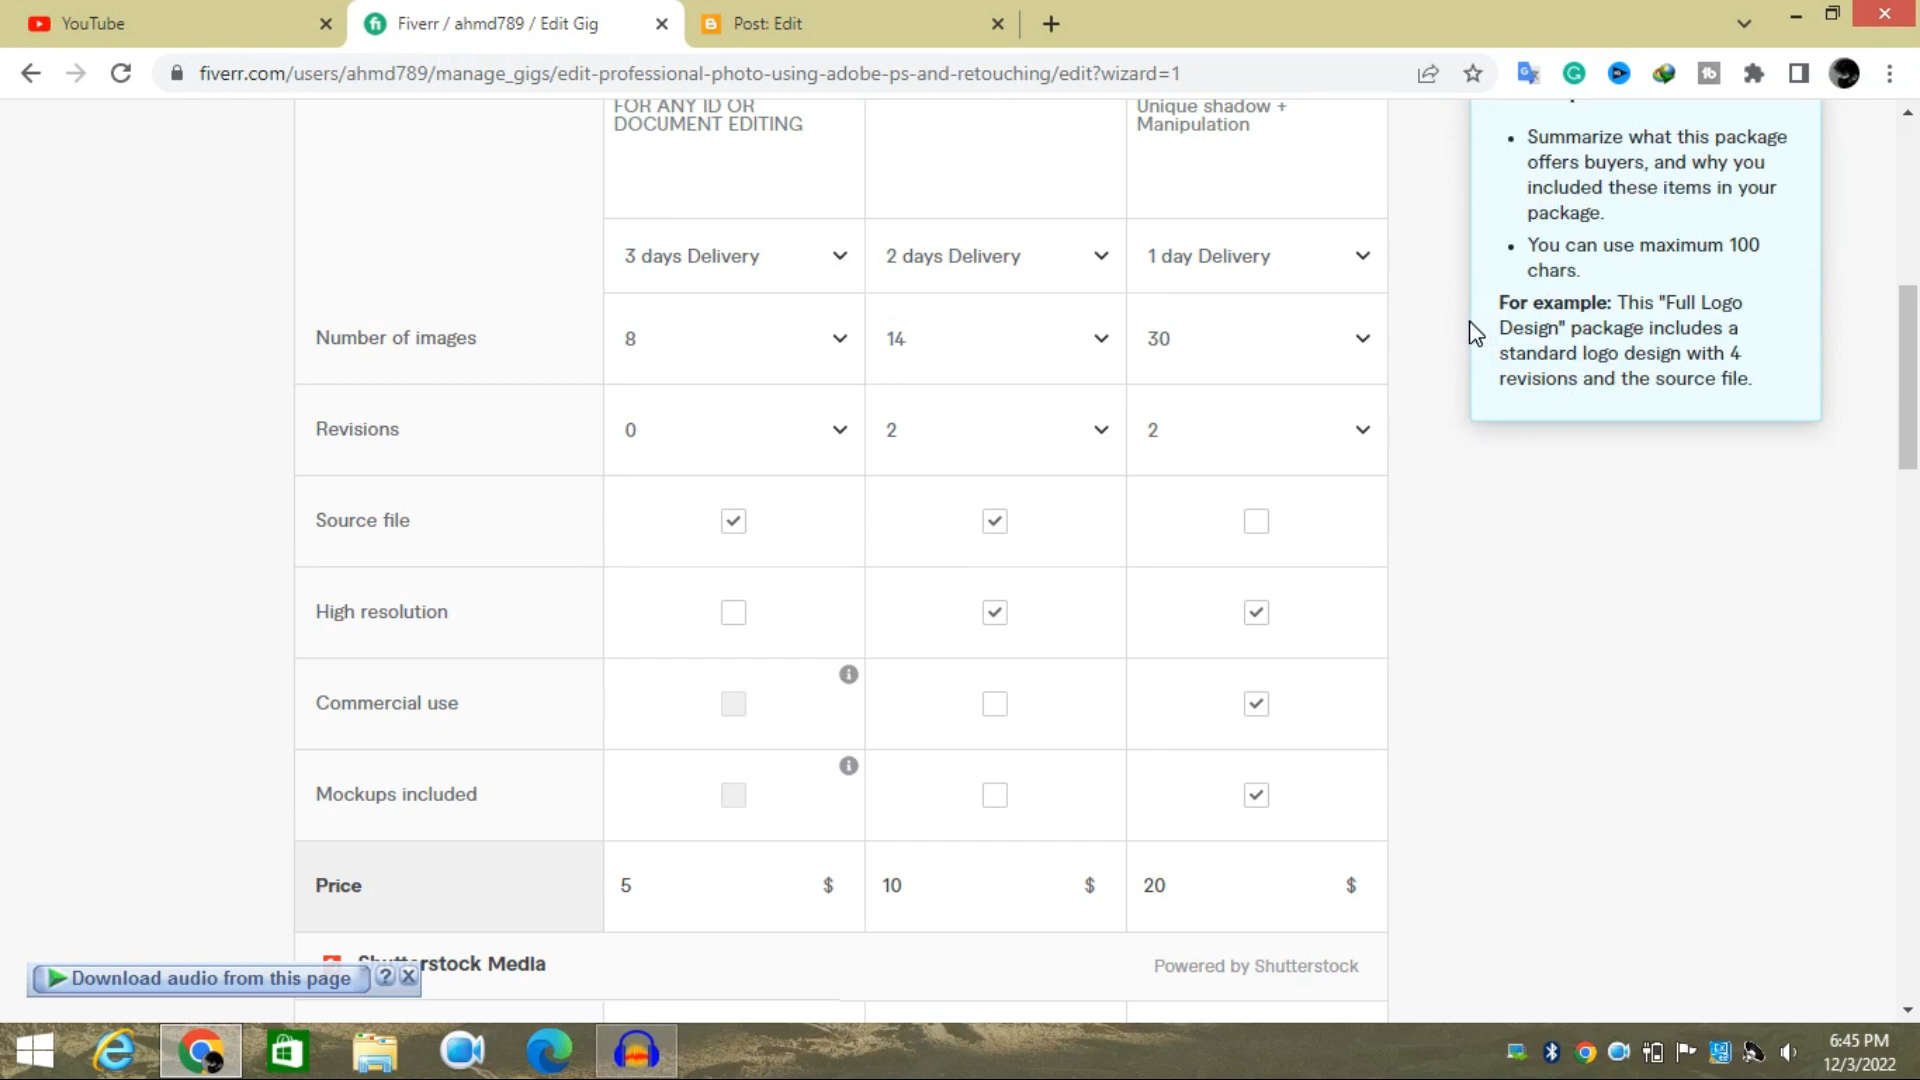 YouTube
Fiverr / ahmd789 / Edit Gig
Post: Edit
fiverr.com/users/ahmd789/manage_gigs/edit-professional-photo-using-adobe-ps-and-retouching/edit?wizard=1
FOR ANY ID OR
DOCUMENT EDITING
Unique shadow +
Manipulation
3 days Delivery
2 days Delivery
1 day Delivery
Number of images
8
14
30
Revisions
0
2
2
Source file
High resolution
Commercial use
Mockups included
Price
5 $
10 $
20 $
Shutterstock Media
Powered by Shutterstock
• Summarize what this package
offers buyers, and why you
included these items in your
package.
• You can use maximum 100
chars.
For example: This "Full Logo
Design" package includes a
standard logo design with 4
revisions and the source file.
Download audio from this page
6:45 PM
12/3/2022